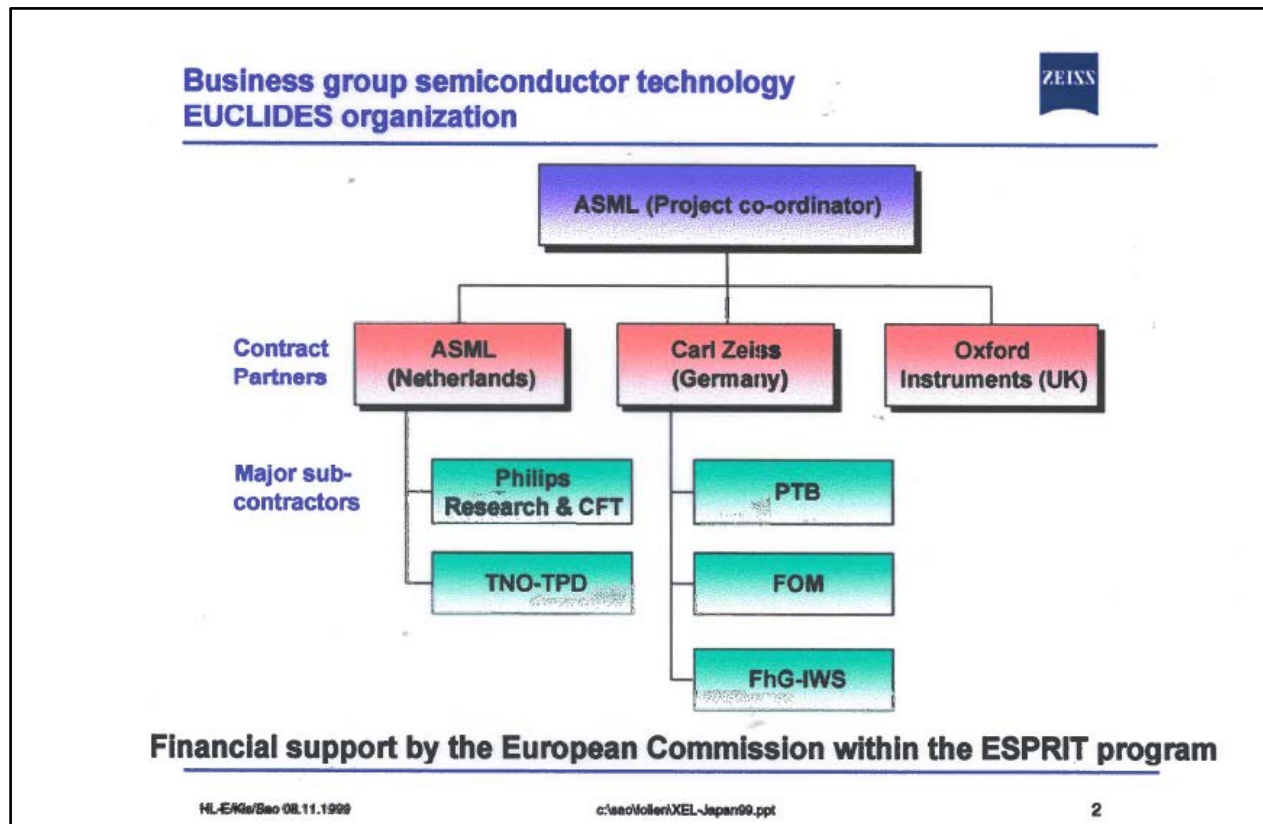 Business group semiconductor technology
EUCLIDES organization
ZEISS
ASML (Project co-ordinator)
Contract
Partners
ASML
(Netherlands)
Carl Zeiss
(Germany)
Oxford
Instruments (UK)
Major sub-
contractors
Philips
Research & CFT
PTB
TNO-TPD
FOM
FhG-IWS
Financial support by the European Commission within the ESPRIT program
HL-E/Kis/Sao 08.11.1999
c:\sao\folien\XEL-Japan99.ppt
2